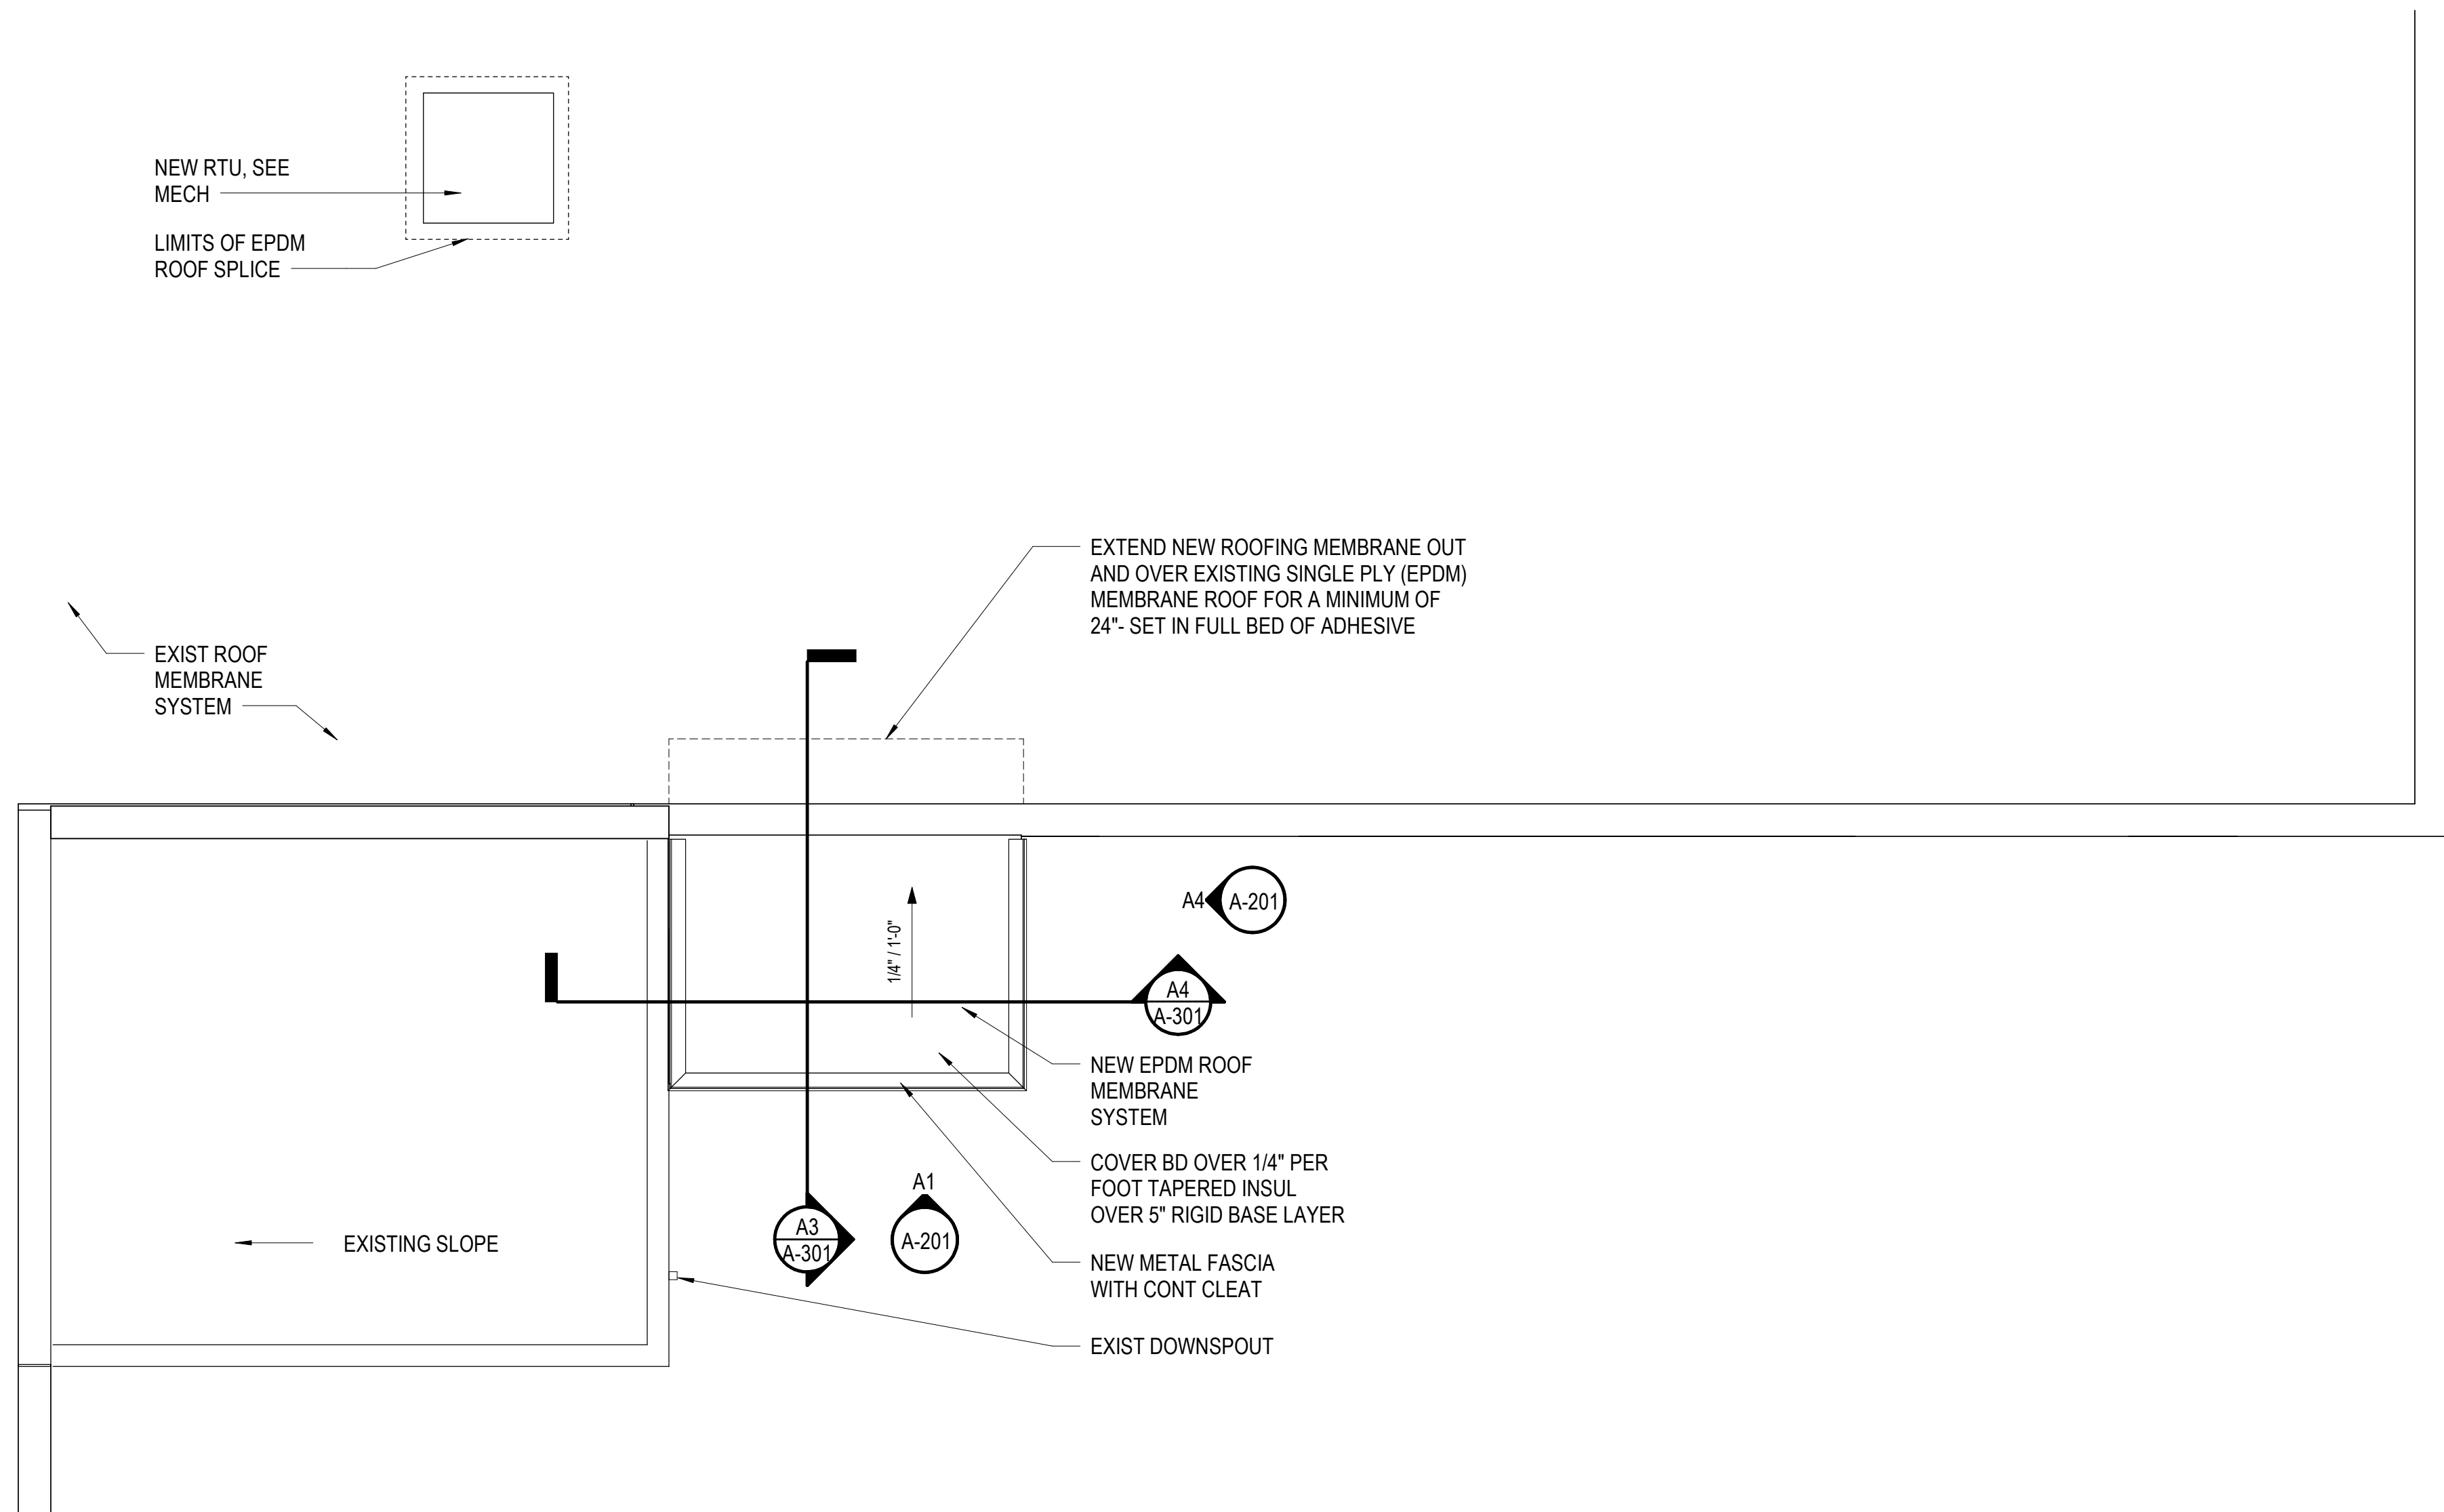 NEW RTU, SEE
MECH
LIMITS OF EPDM
ROOF SPLICE
EXTEND NEW ROOFING MEMBRANE OUT
AND OVER EXISTING SINGLE PLY (EPDM)
MEMBRANE ROOF FOR A MINIMUM OF
24"- SET IN FULL BED OF ADHESIVE
EXIST ROOF
MEMBRANE
SYSTEM
A4
A-201
1/4" / 1'-0"
A4
A-301
NEW EPDM ROOF
MEMBRANE
SYSTEM
COVER BD OVER 1/4" PER
FOOT TAPERED INSUL
OVER 5" RIGID BASE LAYER
A1
A-201
A3
A-301
EXISTING SLOPE
NEW METAL FASCIA
WITH CONT CLEAT
EXIST DOWNSPOUT